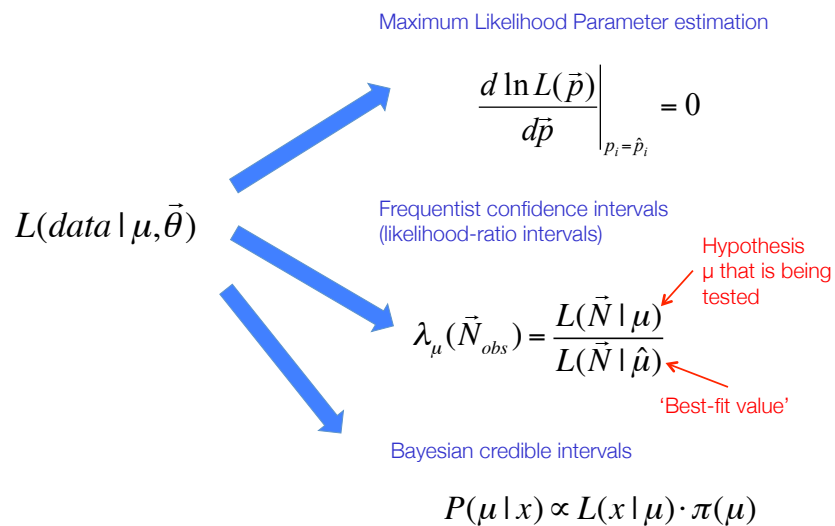 Maximum Likelihood Parameter estimation
d ln L(p⃗) / dp⃗ |_{p_i = p̂_i} = 0
L(data | μ, θ⃗)
Frequentist confidence intervals
(likelihood-ratio intervals)
Hypothesis
μ that is being
tested
λ_μ(N⃗_obs) = L(N⃗ | μ) / L(N⃗ | μ̂)
‘Best-fit value’
Bayesian credible intervals
P(μ | x) ∝ L(x | μ) · π(μ)